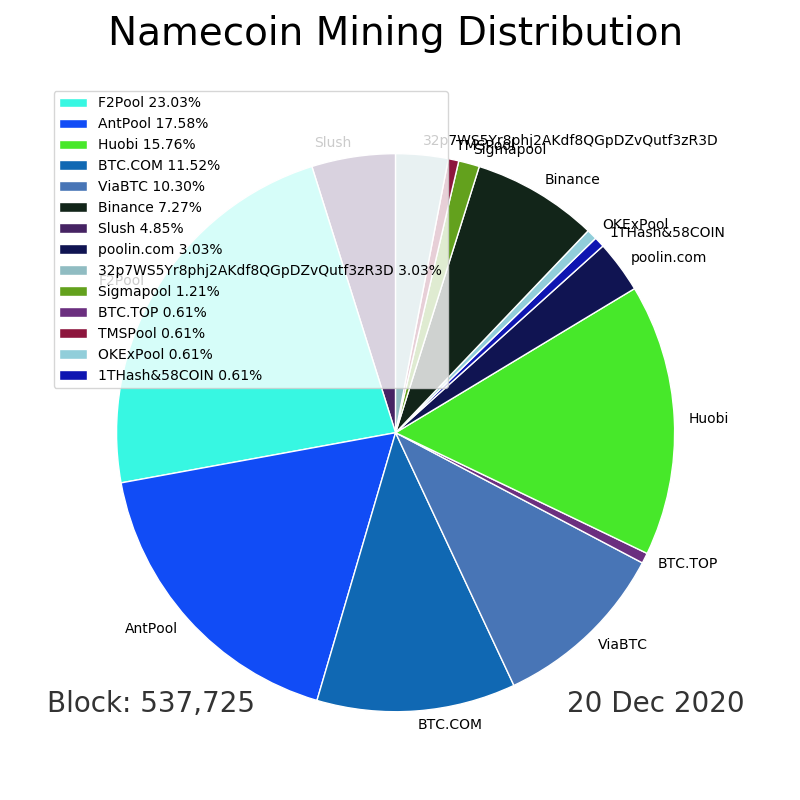 Namecoin Mining Distribution
F2Pool 23.03%
AntPool 17.58%
Huobi 15.76%
BTC.COM 11.52%
ViaBTC 10.30%
Binance 7.27%
Slush 4.85%
poolin.com 3.03%
32p7WS5Yr8phj2AKdf8QGpDZvQutf3zR3D 3.03%
Sigmapool 1.21%
BTC.TOP 0.61%
TMSPool 0.61%
OKExPool 0.61%
1THash&58COIN 0.61%
Slush
32p7WS5Yr8phj2AKdf8QGpDZvQutf3zR3D
TMSPool
Sigmapool
Binance
OKExPool
1THash&58COIN
poolin.com
F2Pool
Huobi
BTC.TOP
AntPool
ViaBTC
BTC.COM
Block: 537,725
20 Dec 2020